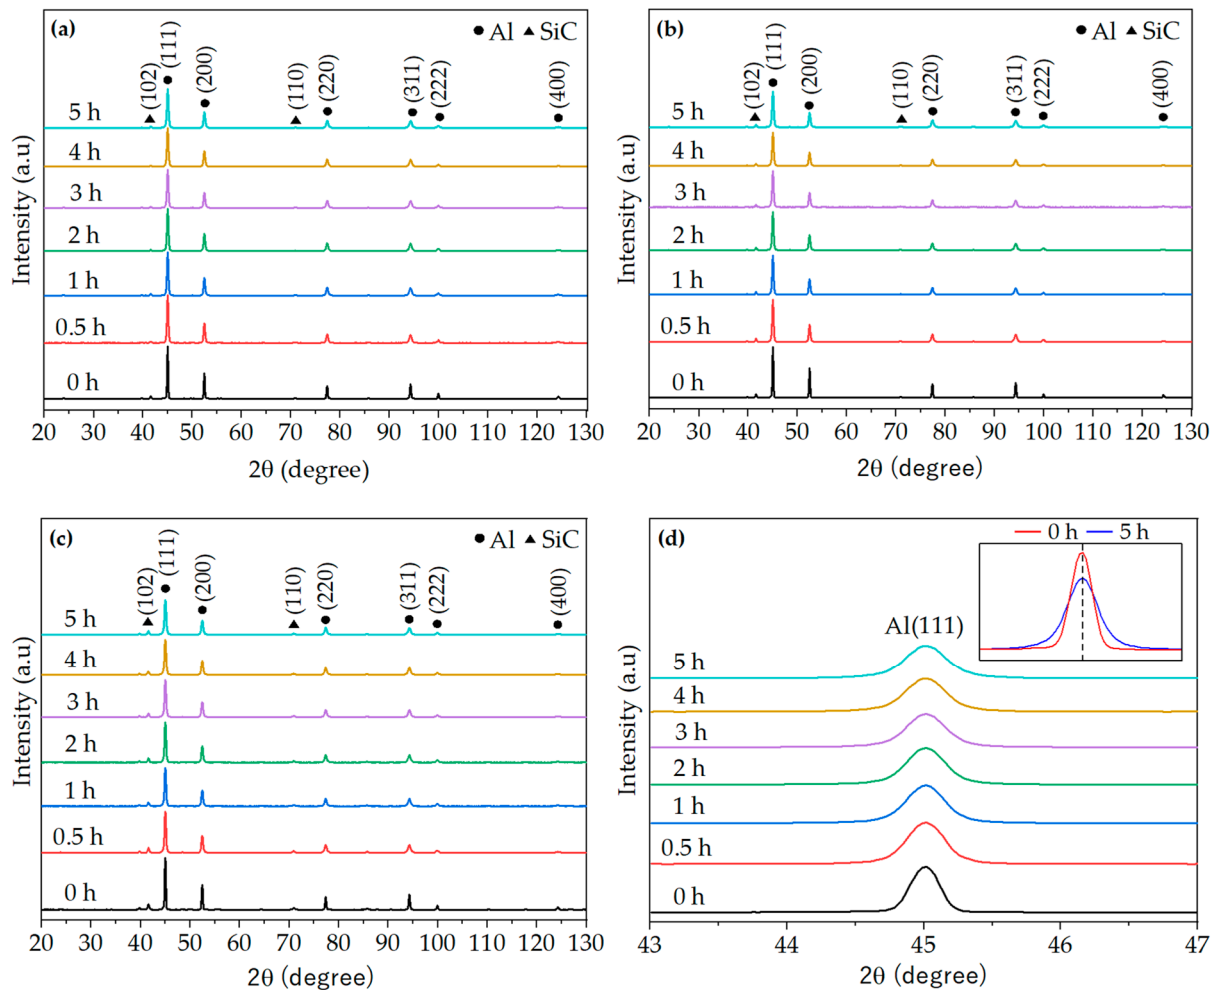 (a)
● Al ▲ SiC
(102)
(111)
(200)
(110)
(220)
(311)
(222)
(400)
5 h
4 h
3 h
2 h
1 h
0.5 h
0 h
Intensity (a.u)
20 30 40 50 60 70 80 90 100 110 120 130
2θ (degree)
(b)
● Al ▲ SiC
(102)
(111)
(200)
(110)
(220)
(311)
(222)
(400)
5 h
4 h
3 h
2 h
1 h
0.5 h
0 h
Intensity (a.u)
20 30 40 50 60 70 80 90 100 110 120 130
2θ (degree)
(c)
● Al ▲ SiC
(102)
(111)
(200)
(110)
(220)
(311)
(222)
(400)
5 h
4 h
3 h
2 h
1 h
0.5 h
0 h
Intensity (a.u)
20 30 40 50 60 70 80 90 100 110 120 130
2θ (degree)
(d)
0 h 5 h
Al(111)
5 h
4 h
3 h
2 h
1 h
0.5 h
0 h
Intensity (a.u)
43 44 45 46 47
2θ (degree)